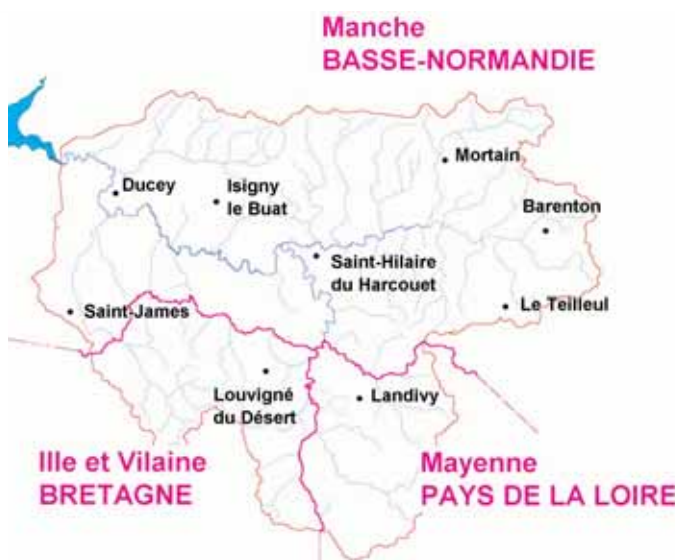 Manche
BASSE-NORMANDIE
Mortain
Ducey
Isigny
le Buat
Barenton
Saint-Hilaire
du Harcouet
Saint-James
Le Teilleul
Louvigné
du Désert
Landivy
Ille et Vilaine
BRETAGNE
Mayenne
PAYS DE LA LOIRE